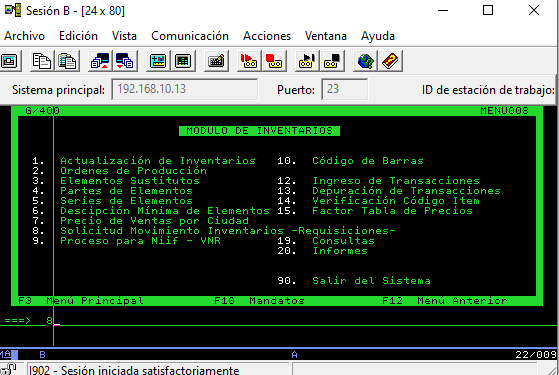 Sesión B - [24 x 80]
Archivo Edición Vista Comunicación Acciones Ventana Ayuda
Sistema principal: 192.168.10.13 Puerto: 23 ID de estación de trabajo:
G/400 MENU008
MODULO DE INVENTARIOS
1. Actualización de Inventarios 10. Código de Barras
2. Ordenes de Producción
3. Elementos Sustitutos 12. Ingreso de Transacciones
4. Partes de Elementos 13. Depuración de Transacciones
5. Series de Elementos 14. Verificación Código Item
6. Descipción Mínima de Elementos 15. Factor Tabla de Precios
7. Precio de Ventas por Ciudad
8. Solicitud Movimiento Inventarios -Requisiciones-
9. Proceso para Niif - VNR 19. Consultas
20. Informes
90. Salir del Sistema
F3 Menú Principal F10 Mandatos F12 Menú Anterior
===> 8
MA B A 22/009
I902 - Sesión iniciada satisfactoriamente